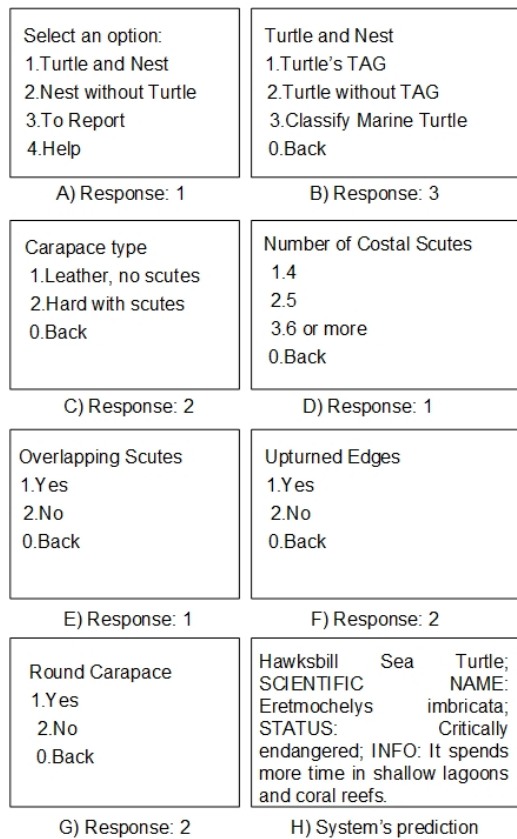 Select an option:
1.Turtle and Nest
2.Nest without Turtle
3.To Report
4.Help
A) Response: 1
Turtle and Nest
1.Turtle's TAG
2.Turtle without TAG
3.Classify Marine Turtle
0.Back
B) Response: 3
Carapace type
1.Leather, no scutes
2.Hard with scutes
0.Back
C) Response: 2
Number of Costal Scutes
1.4
2.5
3.6 or more
0.Back
D) Response: 1
Overlapping Scutes
1.Yes
2.No
0.Back
E) Response: 1
Upturned Edges
1.Yes
2.No
0.Back
F) Response: 2
Round Carapace
1.Yes
2.No
0.Back
G) Response: 2
Hawksbill Sea Turtle;
SCIENTIFIC NAME:
Eretmochelys imbricata;
STATUS: Critically
endangered; INFO: It spends
more time in shallow lagoons
and coral reefs.
H) System's prediction